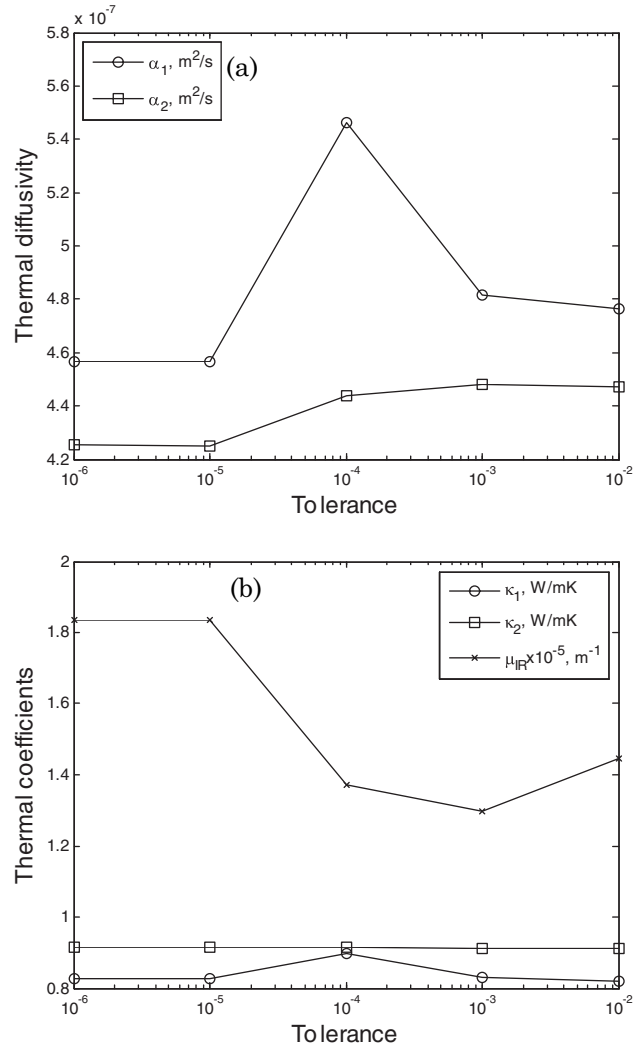 x 10⁻⁷
5.8
5.6
5.4
5.2
5
4.8
4.6
4.4
4.2
α₁, m²/s
α₂, m²/s
(a)
Thermal diffusivity
10⁻⁶ 10⁻⁵ 10⁻⁴ 10⁻³ 10⁻²
Tolerance
2
1.8
1.6
1.4
1.2
1
0.8
(b)
κ₁, W/mK
κ₂, W/mK
μ_IRx10⁻⁵, m⁻¹
Thermal coefficients
10⁻⁶ 10⁻⁵ 10⁻⁴ 10⁻³ 10⁻²
Tolerance